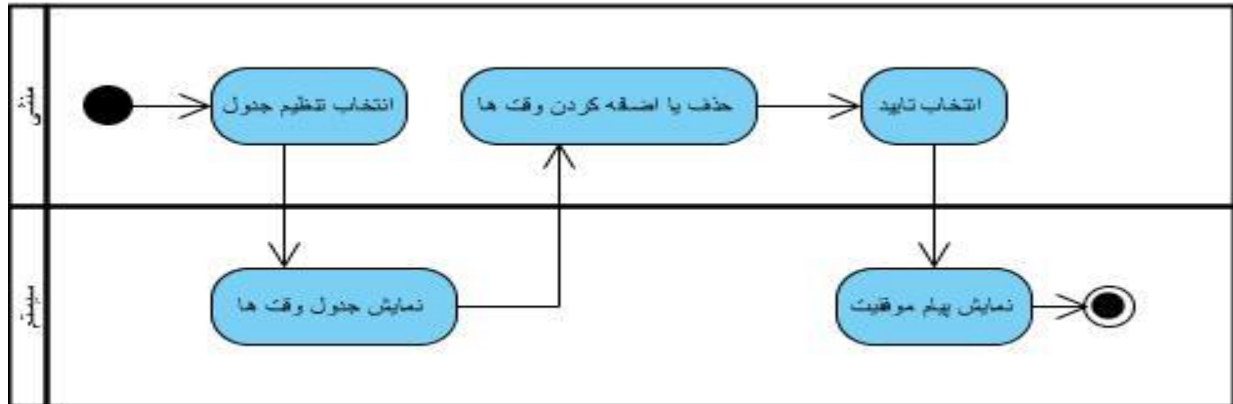 منشی
انتخاب تنظیم جدول
حذف یا اضافه کردن وقت ها
انتخاب تایید
سیستم
نمایش جدول وقت ها
نمایش پیام موفقیت